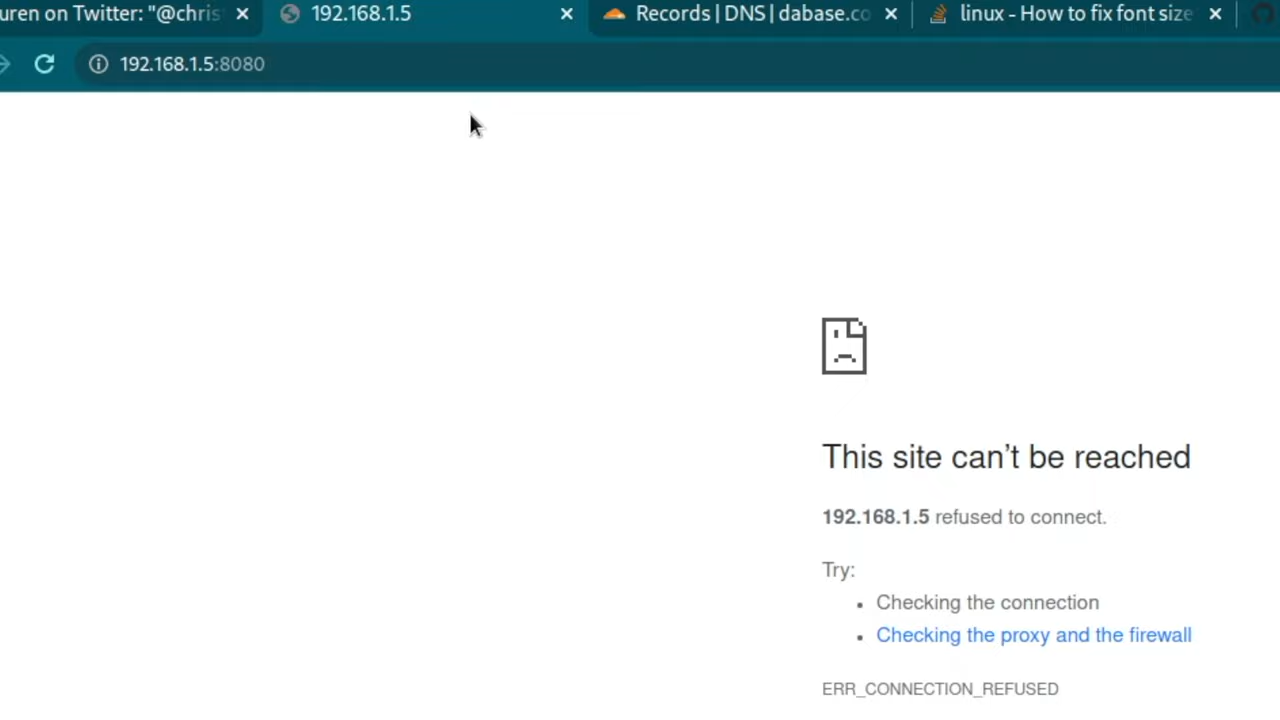 uren on Twitter: "@chris
192.168.1.5
Records | DNS | dabase.co
linux - How to fix font size
192.168.1.5:8080
This site can't be reached
192.168.1.5 refused to connect.
Try:
• Checking the connection
• Checking the proxy and the firewall
ERR_CONNECTION_REFUSED